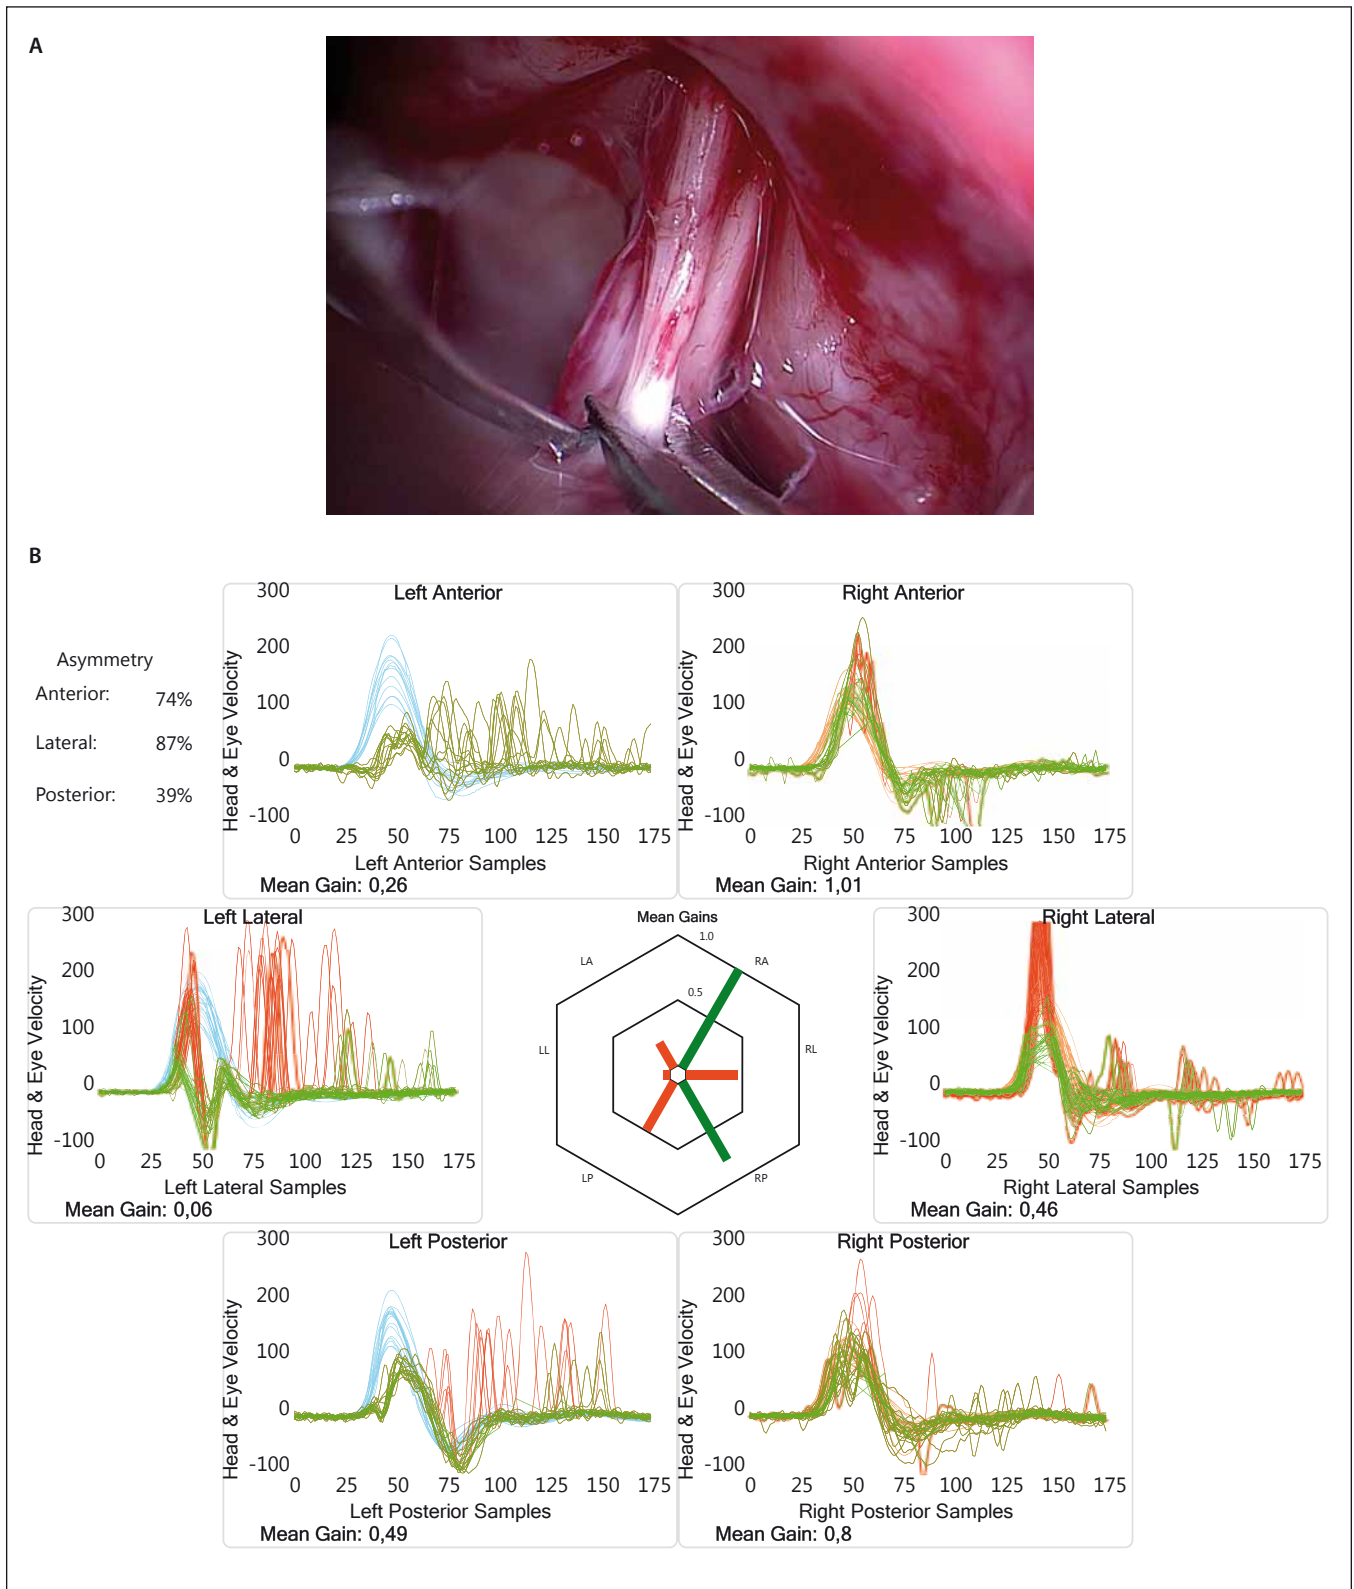 A
B
Asymmetry
Anterior: 74%
Lateral: 87%
Posterior: 39%
Left Anterior
Head & Eye Velocity
300
200
100
0
-100
0 25 50 75 100 125 150 175
Left Anterior Samples
Mean Gain: 0,26
Right Anterior
Head & Eye Velocity
300
200
100
0
-100
0 25 50 75 100 125 150 175
Right Anterior Samples
Mean Gain: 1,01
Left Lateral
Head & Eye Velocity
300
200
100
0
-100
0 25 50 75 100 125 150 175
Left Lateral Samples
Mean Gain: 0,06
Mean Gains
1.0
LA RA
0.5
LL RL
LP RP
Right Lateral
Head & Eye Velocity
300
200
100
0
-100
0 25 50 75 100 125 150 175
Right Lateral Samples
Mean Gain: 0,46
Left Posterior
Head & Eye Velocity
300
200
100
0
-100
0 25 50 75 100 125 150 175
Left Posterior Samples
Mean Gain: 0,49
Right Posterior
Head & Eye Velocity
300
200
100
0
-100
0 25 50 75 100 125 150 175
Right Posterior Samples
Mean Gain: 0,8